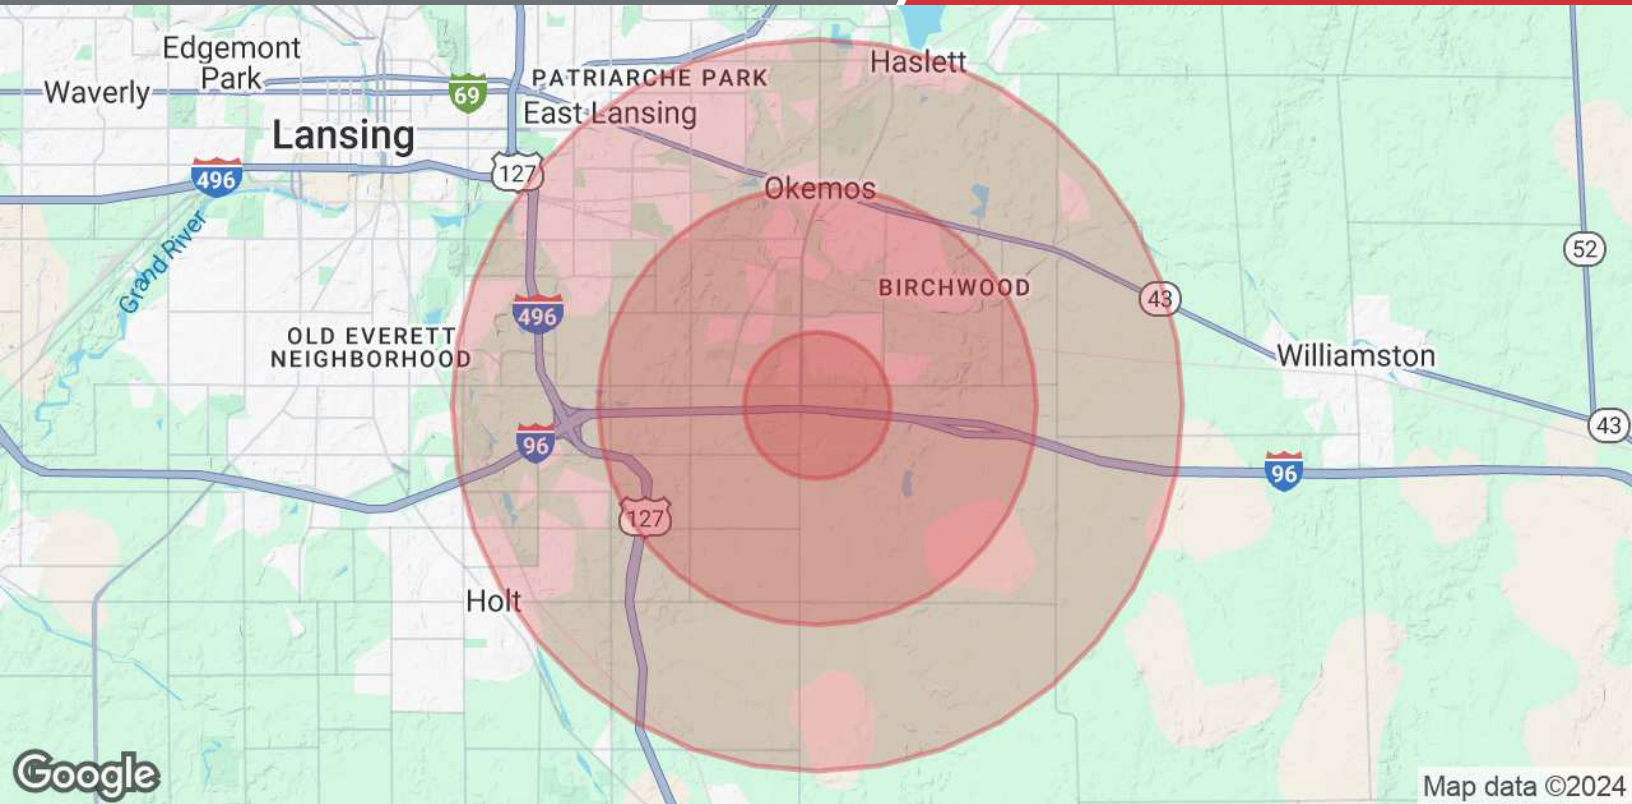 Edgemont
Park
Haslett
Waverly
69
PATRIARCHE PARK
East Lansing
Lansing
127
496
Okemos
Grand River
52
BIRCHWOOD
43
496
OLD EVERETT
NEIGHBORHOOD
Williamston
43
96
96
127
Holt
Google
Map data ©2024